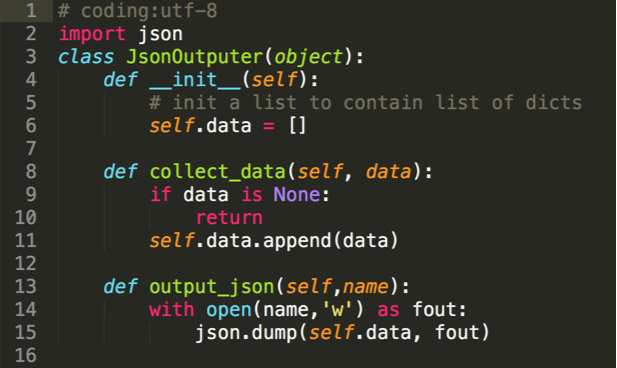 1 # coding:utf-8
2 import json
3 class JsonOutputer(object):
4     def __init__(self):
5         # init a list to contain list of dicts
6         self.data = []
7
8     def collect_data(self, data):
9         if data is None:
10             return
11         self.data.append(data)
12
13     def output_json(self,name):
14         with open(name,'w') as fout:
15             json.dump(self.data, fout)
16